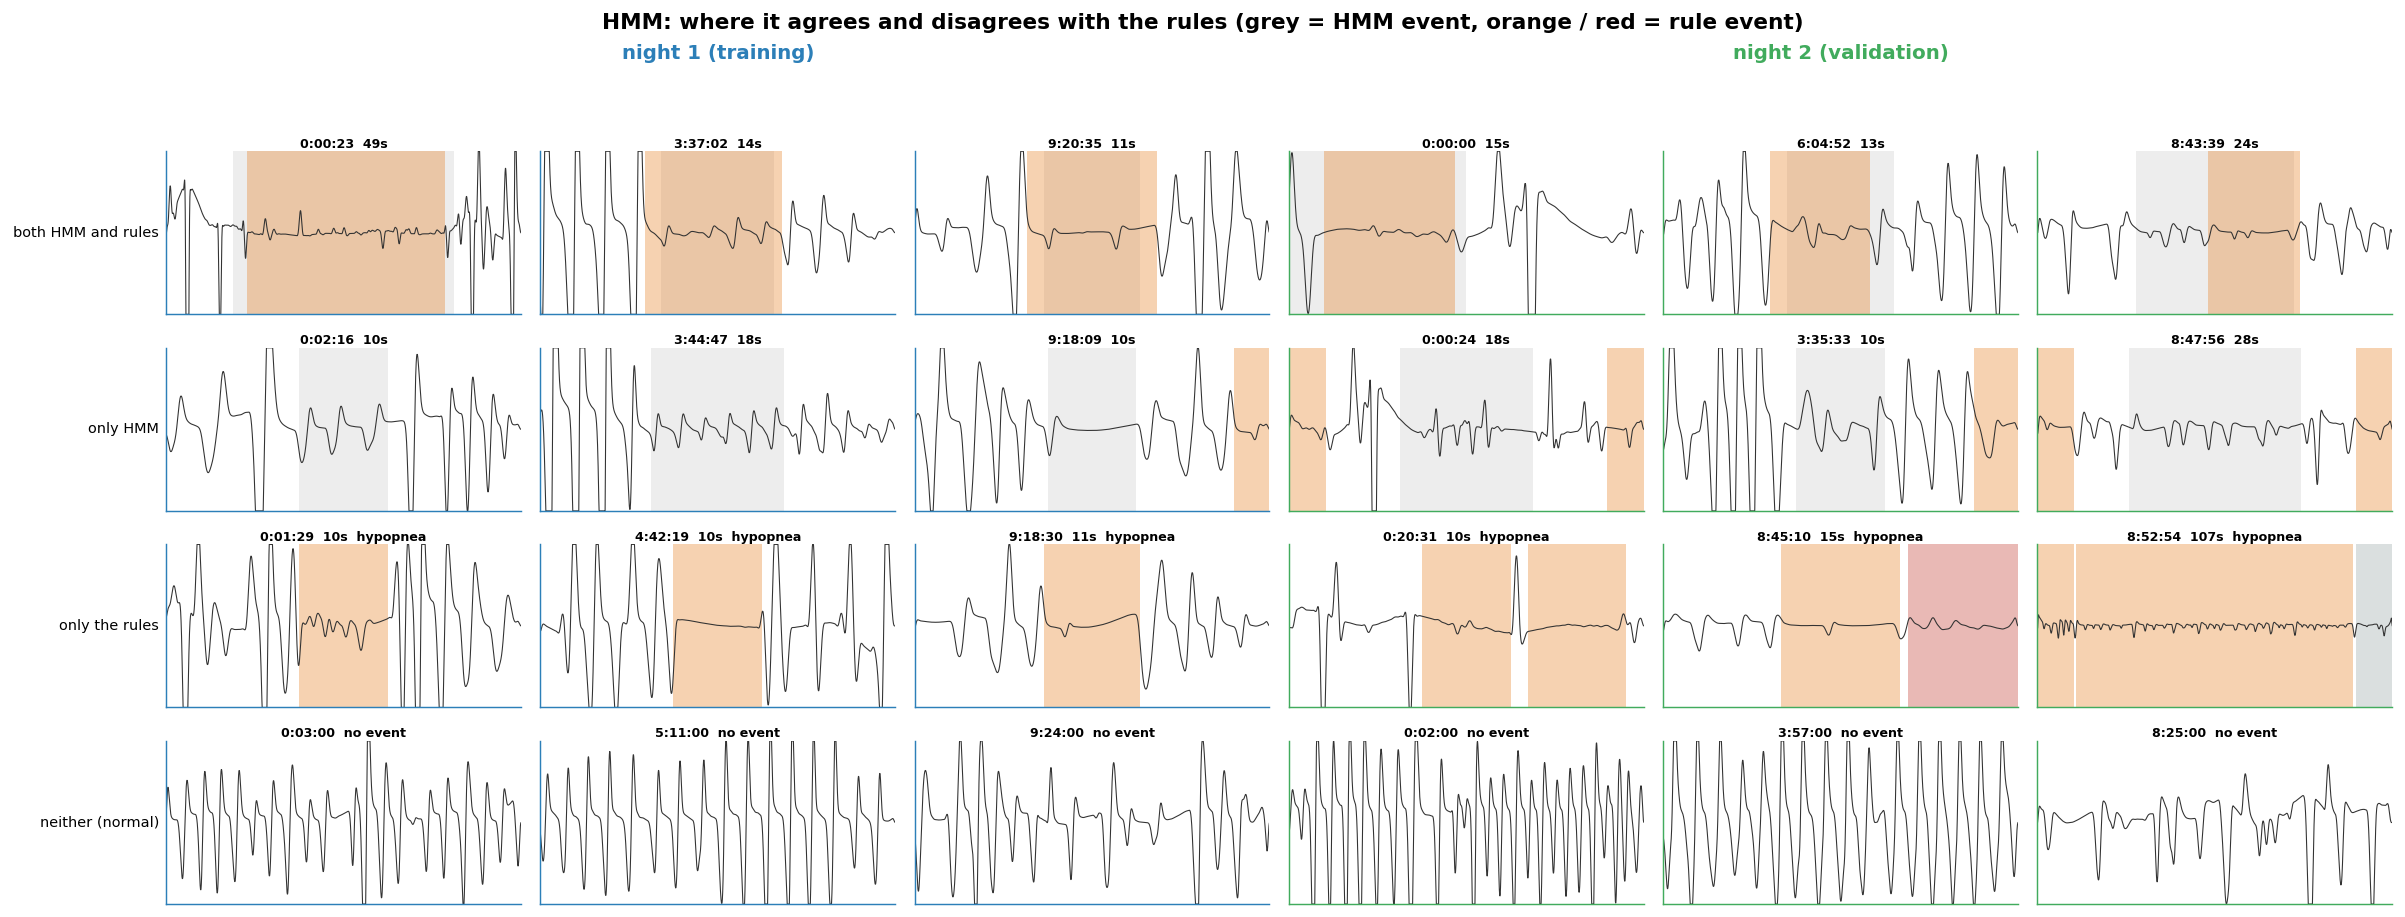 HMM: where it agrees and disagrees with the rules (grey = HMM event, orange / red = rule event)
night 1 (training)
night 2 (validation)
0:00:23  49s
3:37:02  14s
9:20:35  11s
0:00:00  15s
6:04:52  13s
8:43:39  24s
both HMM and rules
0:02:16  10s
3:44:47  18s
9:18:09  10s
0:00:24  18s
3:35:33  10s
8:47:56  28s
only HMM
0:01:29  10s  hypopnea
4:42:19  10s  hypopnea
9:18:30  11s  hypopnea
0:20:31  10s  hypopnea
8:45:10  15s  hypopnea
8:52:54  107s  hypopnea
only the rules
0:03:00  no event
5:11:00  no event
9:24:00  no event
0:02:00  no event
3:57:00  no event
8:25:00  no event
neither (normal)